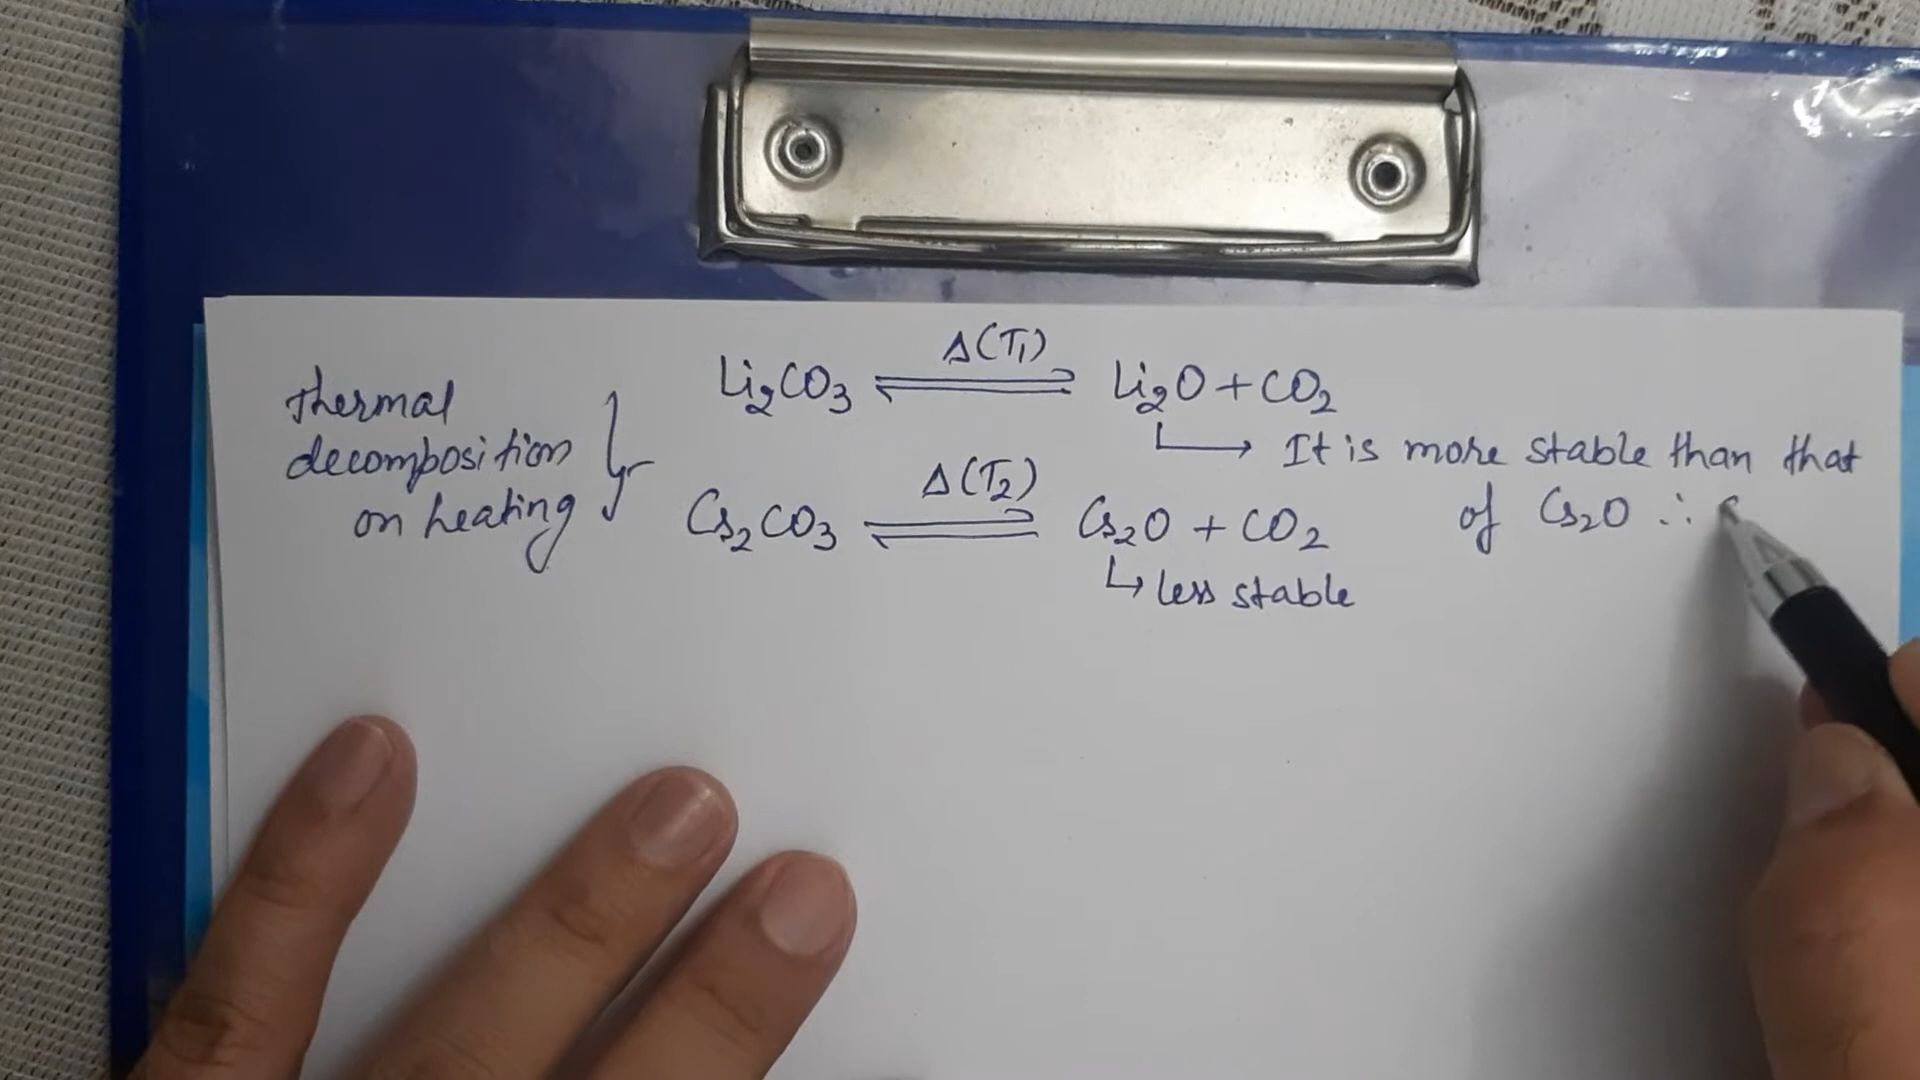 Δ(T₁)
Li₂CO₃ ⇌ Li₂O + CO₂
thermal
decomposition
on heating
It is more stable than that
of Cs₂O ∴
Δ(T₂)
Cs₂CO₃ ⇌ Cs₂O + CO₂
less stable